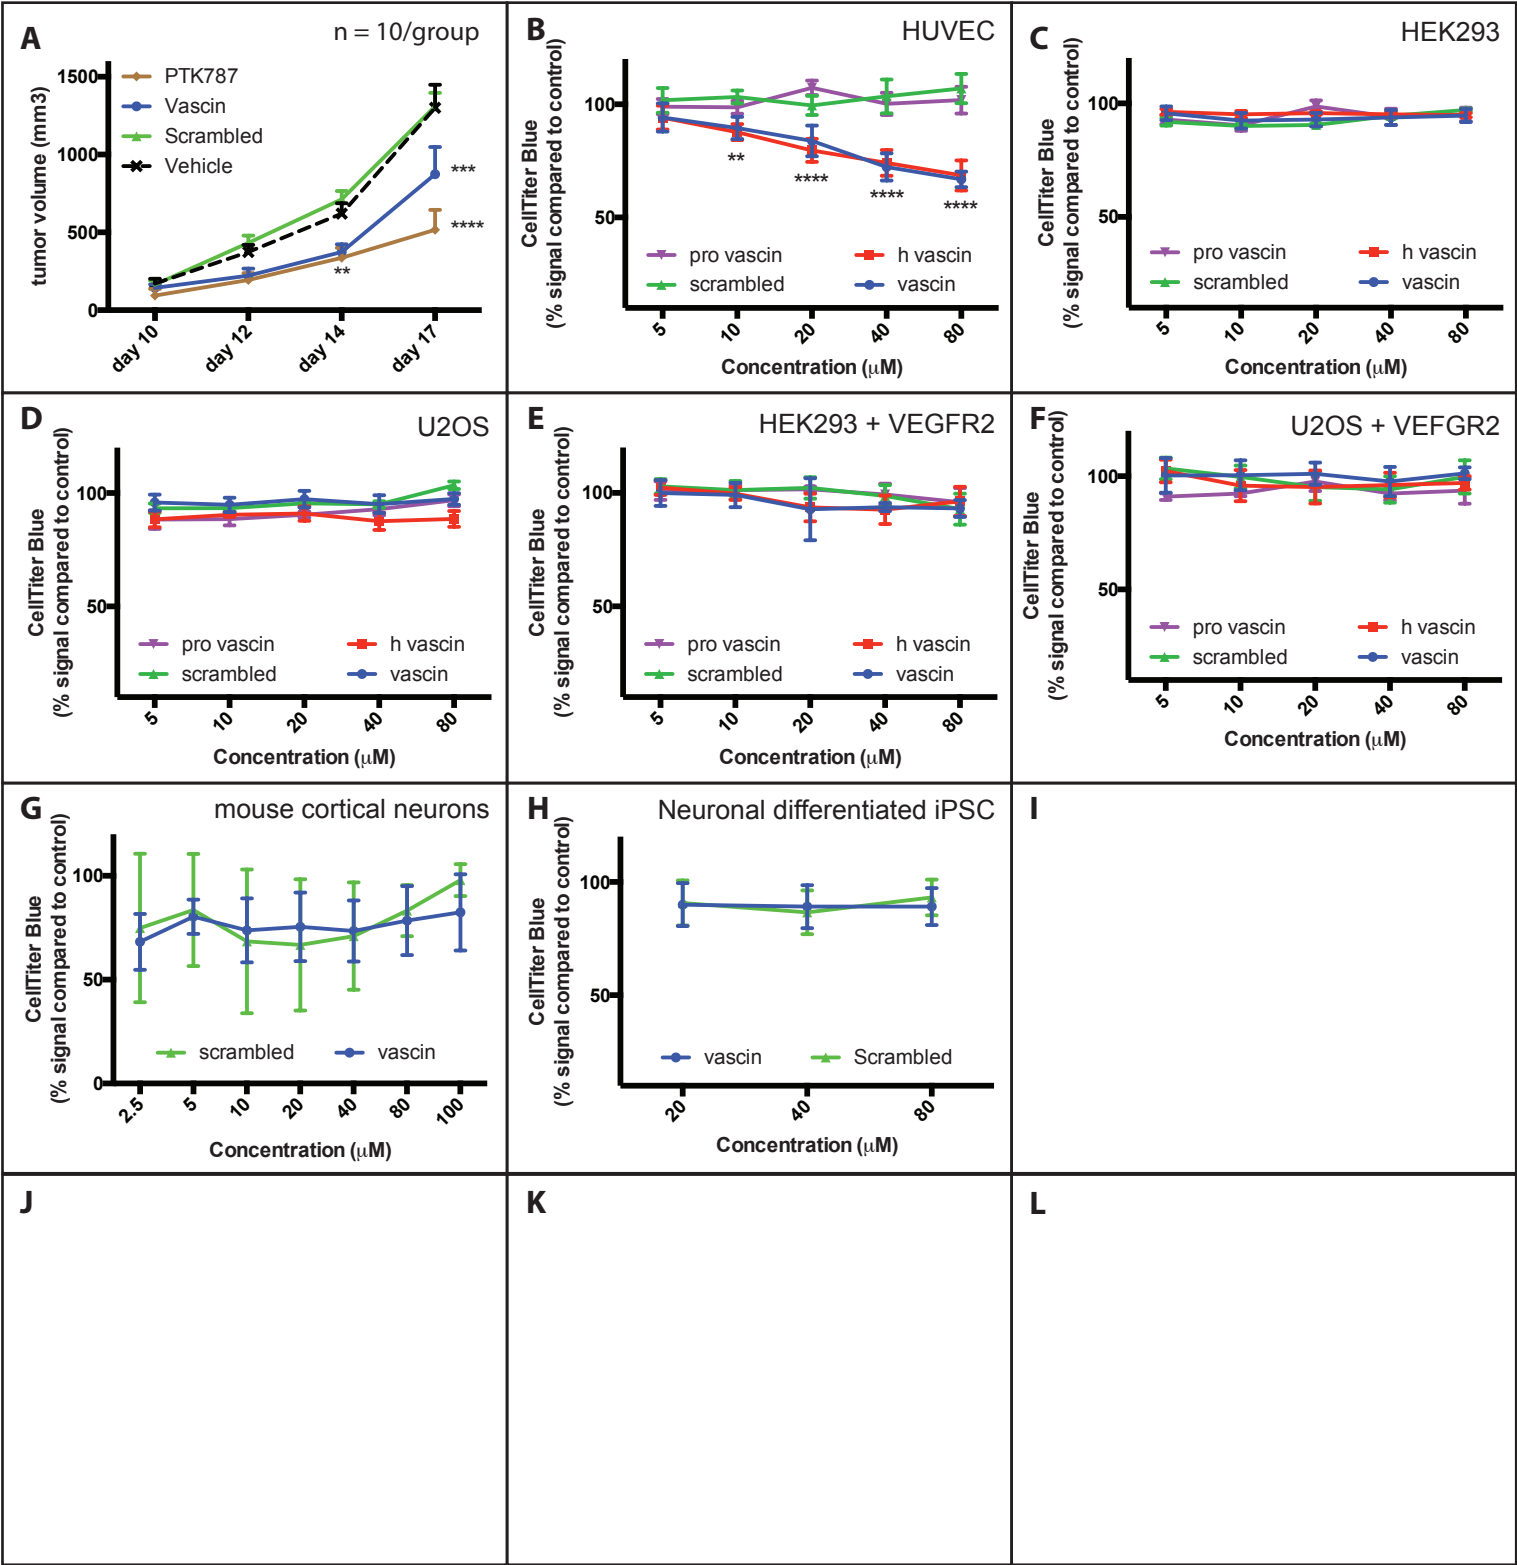 A
n = 10/group
tumor volume (mm3)
1500
1000
500
0
PTK787
Vascin
Scrambled
Vehicle
***
****
**
day 10
day 12
day 14
day 17
B
HUVEC
CellTiter Blue
(% signal compared to control)
100
50
**
****
****
****
pro vascin
h vascin
scrambled
vascin
5
10
20
40
80
Concentration (μM)
C
HEK293
CellTiter Blue
(% signal compared to control)
100
50
pro vascin
h vascin
scrambled
vascin
5
10
20
40
80
Concentration (μM)
D
U2OS
CellTiter Blue
(% signal compared to control)
100
50
pro vascin
h vascin
scrambled
vascin
5
10
20
40
80
Concentration (μM)
E
HEK293 + VEGFR2
CellTiter Blue
(% signal compared to control)
100
50
pro vascin
h vascin
scrambled
vascin
5
10
20
40
80
Concentration (μM)
F
U2OS + VEFGR2
CellTiter Blue
(% signal compared to control)
100
50
pro vascin
h vascin
scrambled
vascin
5
10
20
40
80
Concentration (μM)
G
mouse cortical neurons
CellTiter Blue
(% signal compared to control)
100
50
0
scrambled
vascin
2.5
5
10
20
40
80
100
Concentration (μM)
H
Neuronal differentiated iPSC
CellTiter Blue
(% signal compared to control)
100
50
vascin
Scrambled
20
40
80
Concentration (μM)
I
J
K
L